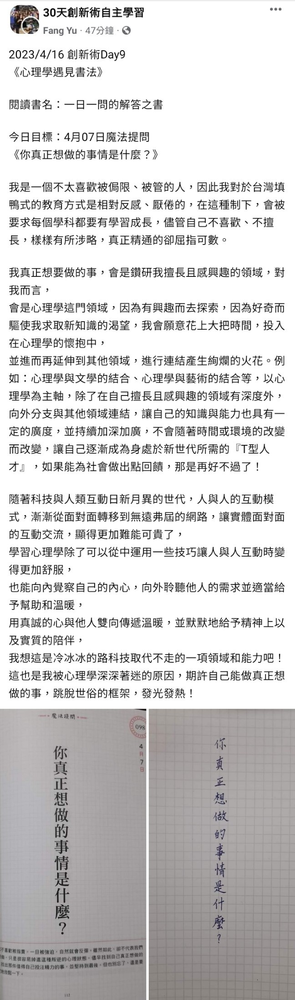 30天創新術自主學習
Fang Yu · 47分鐘 ·
2023/4/16 創新術Day9
《心理學遇見書法》
閱讀書名：一日一問的解答之書
今日目標：4月07日魔法提問
《你真正想做的事情是什麼？》
我是一個不太喜歡被侷限、被管的人，因此我對於台灣填
鴨式的教育方式是相對反感、厭倦的，在這種制下，會被
要求每個學科都要有學習成長，儘管自己不喜歡、不擅
長，樣樣有所涉略，真正精通的卻屈指可數。
我真正想要做的事，會是鑽研我擅長且感興趣的領域，對
我而言，
會是心理學這門領域，因為有興趣而去探索，因為好奇而
驅使我求取新知識的渴望，我會願意花上大把時間，投入
在心理學的懷抱中，
並進而再延伸到其他領域，進行連結產生絢爛的火花。例
如：心理學與文學的結合、心理學與藝術的結合等，以心
理學為主軸，除了在自己擅長且感興趣的領域有深度外，
向外分支與其他領域連結，讓自己的知識與能力也具有一
定的廣度，並持續加深加廣，不會隨著時間或環境的改變
而改變，讓自己逐漸成為身處於新世代所需的『T型人
才』，如果能為社會做出點回饋，那是再好不過了！
隨著科技與人類互動日新月異的世代，人與人的互動模
式，漸漸從面對面轉移到無遠弗屆的網路，讓實體面對面
的互動交流，顯得更加難能可貴了，
學習心理學除了可以從中運用一些技巧讓人與人互動時變
得更加舒服，
也能向內覺察自己的內心，向外聆聽他人的需求並適當給
予幫助和溫暖，
用真誠的心與他人雙向傳遞溫暖，並默默地給予精神上以
及實質的陪伴，
我想這是冷冰冰的路科技取代不走的一項領域和能力吧！
這也是我被心理學深深著迷的原因，期許自己能做真正想
做的事，跳脫世俗的框架，發光發熱！
魔法提問
098
4月7日
你真正想做的事情是什麼？
不喜歡被指責。一旦被強迫，自然就會反彈。雖然如此，卻不代表我們
，只是很容易掉進這種叛逆的心理狀態。儘早找到自己真正想做的
找出那件值得自己投注精力的事，並堅持到最後。但也別忘了，還是要
放鬆一下。
112
你真正想做的事情是什麼？